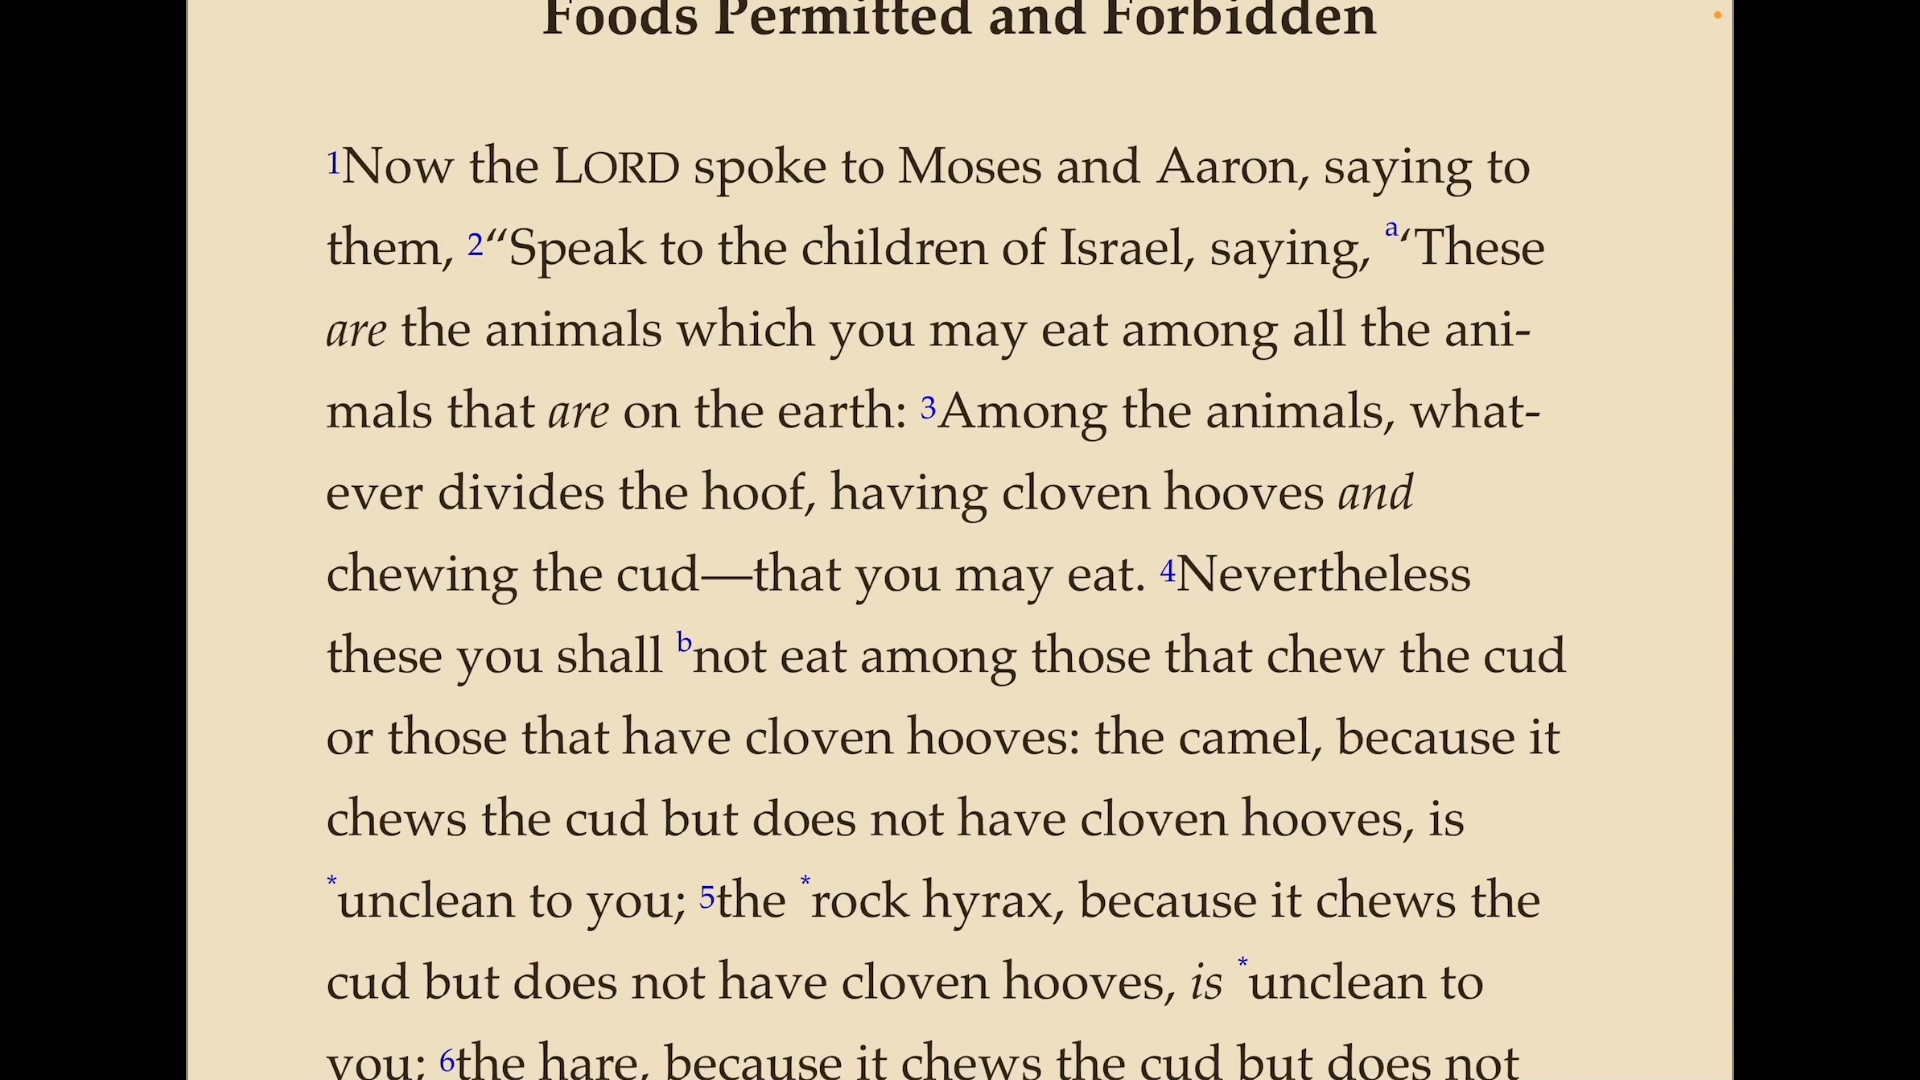 Foods Permitted and Forbidden
1Now the LORD spoke to Moses and Aaron, saying to
them, 2“Speak to the children of Israel, saying, a‘These
are the animals which you may eat among all the ani-
mals that are on the earth: 3Among the animals, what-
ever divides the hoof, having cloven hooves and
chewing the cud—that you may eat. 4Nevertheless
these you shall bnot eat among those that chew the cud
or those that have cloven hooves: the camel, because it
chews the cud but does not have cloven hooves, is
*unclean to you; 5the *rock hyrax, because it chews the
cud but does not have cloven hooves, is *unclean to
you; 6the hare, because it chews the cud but does not